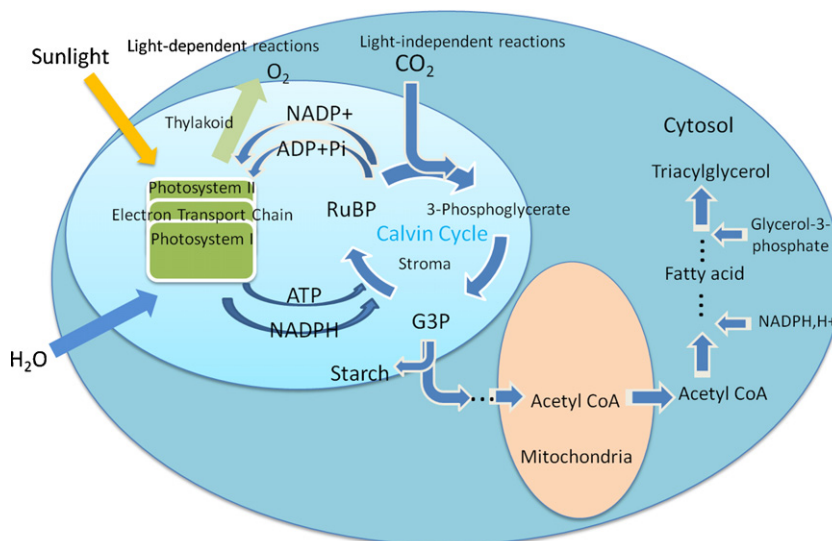 Light-dependent reactions
Light-independent reactions
Sunlight
O₂
CO₂
Thylakoid
NADP+
ADP+Pi
Cytosol
Photosystem II
Electron Transport Chain
Photosystem I
RuBP
3-Phosphoglycerate
Calvin Cycle
Stroma
Triacylglycerol
Glycerol-3-
phosphate
Fatty acid
ATP
NADPH
G3P
NADPH,H+
H₂O
Starch
Acetyl CoA
Acetyl CoA
Mitochondria